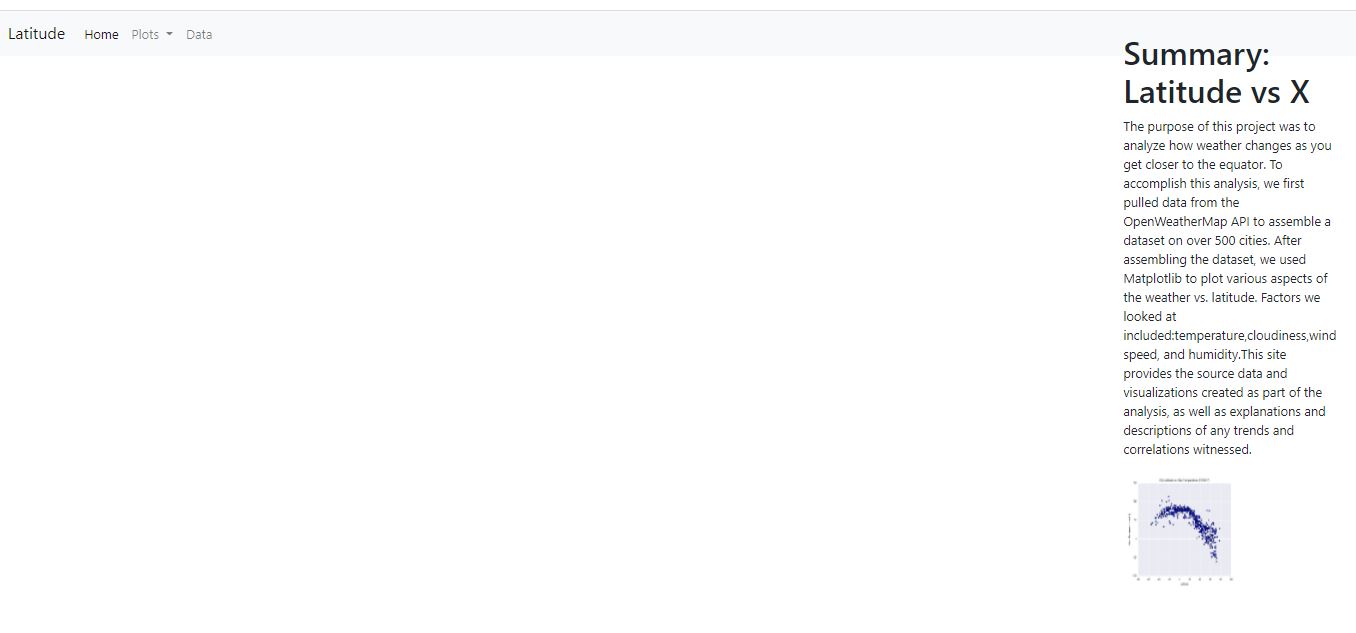 Latitude Home Plots Data
Summary:
Latitude vs X
The purpose of this project was to
analyze how weather changes as you
get closer to the equator. To
accomplish this analysis, we first
pulled data from the
OpenWeatherMap API to assemble a
dataset on over 500 cities. After
assembling the dataset, we used
Matplotlib to plot various aspects of
the weather vs. latitude. Factors we
looked at
included:temperature,cloudiness,wind
speed, and humidity.This site
provides the source data and
visualizations created as part of the
analysis, as well as explanations and
descriptions of any trends and
correlations witnessed.